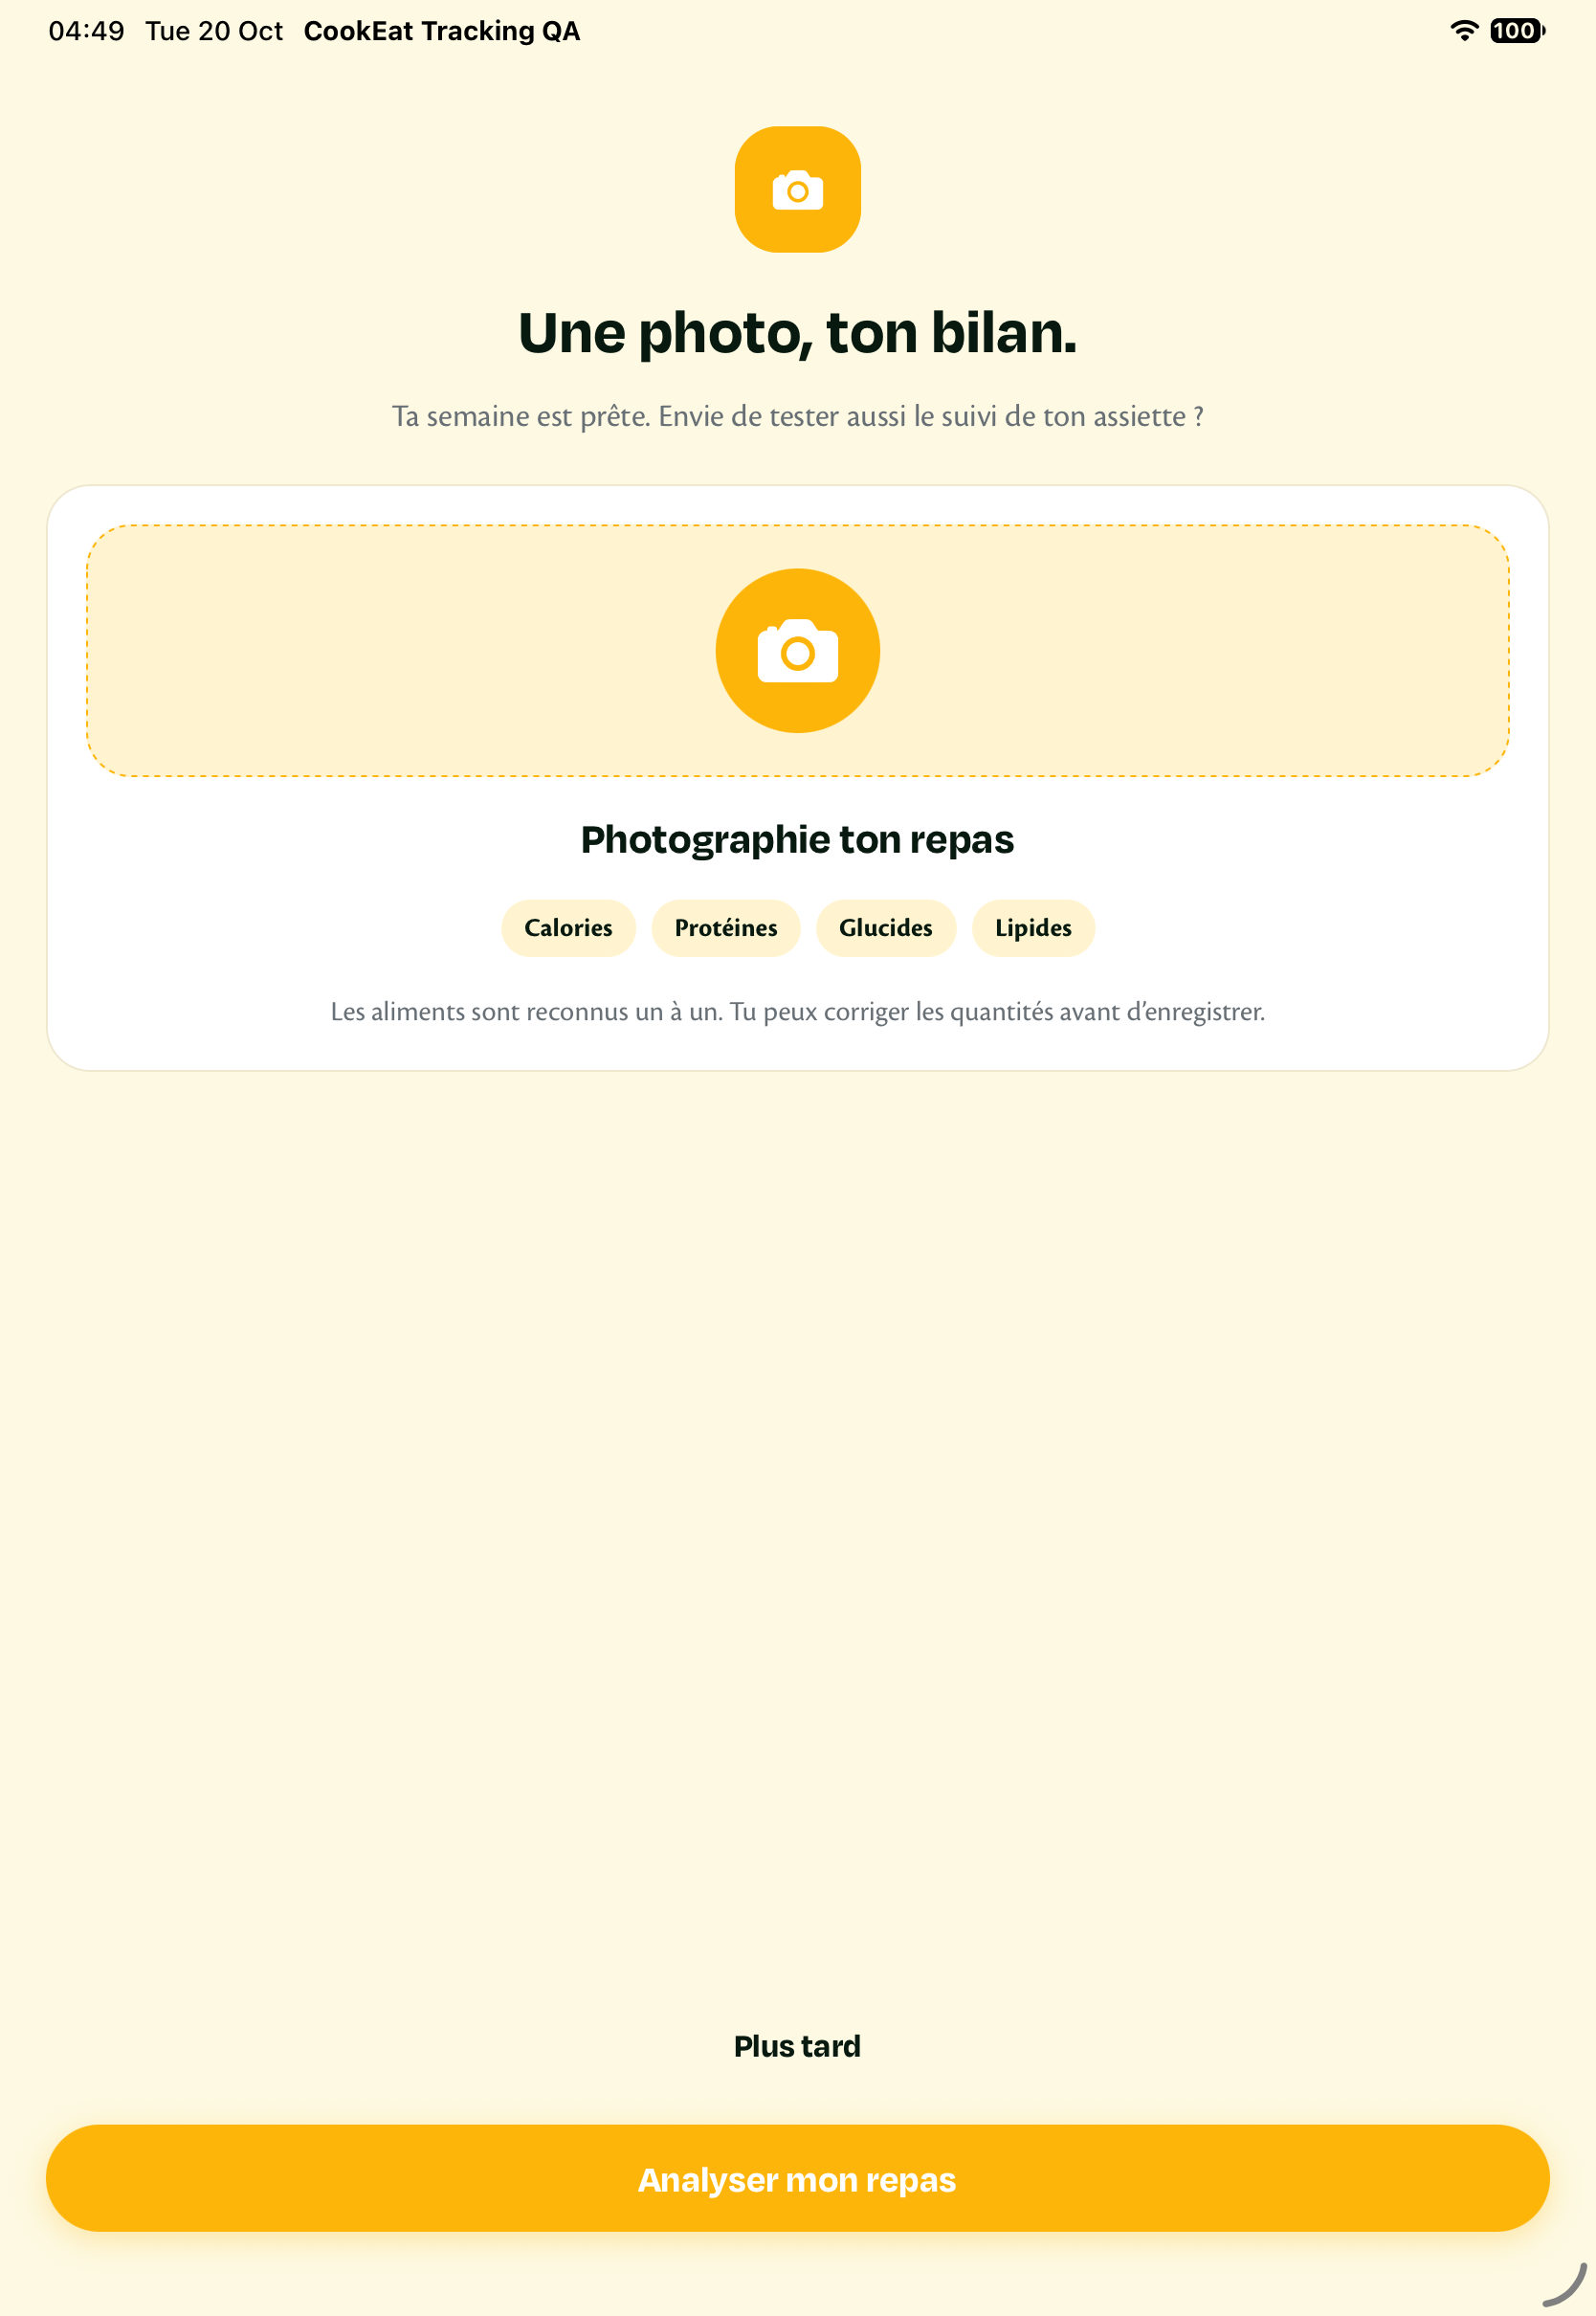 04:49 Tue 20 Oct CookEat Tracking QA 100
Une photo, ton bilan.
Ta semaine est prête. Envie de tester aussi le suivi de ton assiette ?
Photographie ton repas
Calories Protéines Glucides Lipides
Les aliments sont reconnus un à un. Tu peux corriger les quantités avant d’enregistrer.
Plus tard
Analyser mon repas